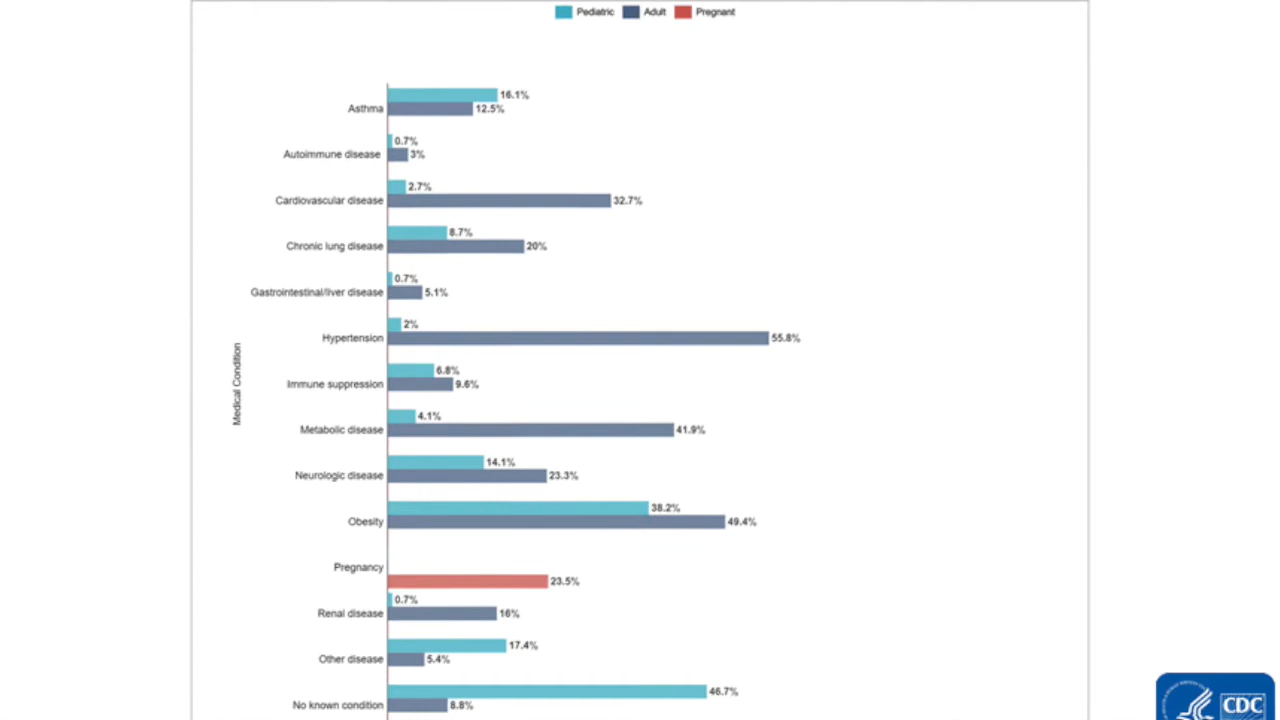 Pediatric Adult Pregnant
16.1%
Asthma 12.5%
0.7%
Autoimmune disease 3%
2.7%
Cardiovascular disease 32.7%
8.7%
Chronic lung disease 20%
0.7%
Gastrointestinal/liver disease 5.1%
2%
Hypertension 55.8%
6.8%
Immune suppression 9.6%
Medical Condition
4.1%
Metabolic disease 41.9%
14.1%
Neurologic disease 23.3%
38.2%
Obesity 49.4%
Pregnancy
23.5%
0.7%
Renal disease 16%
17.4%
Other disease 5.4%
46.7%
No known condition 8.8%
CDC